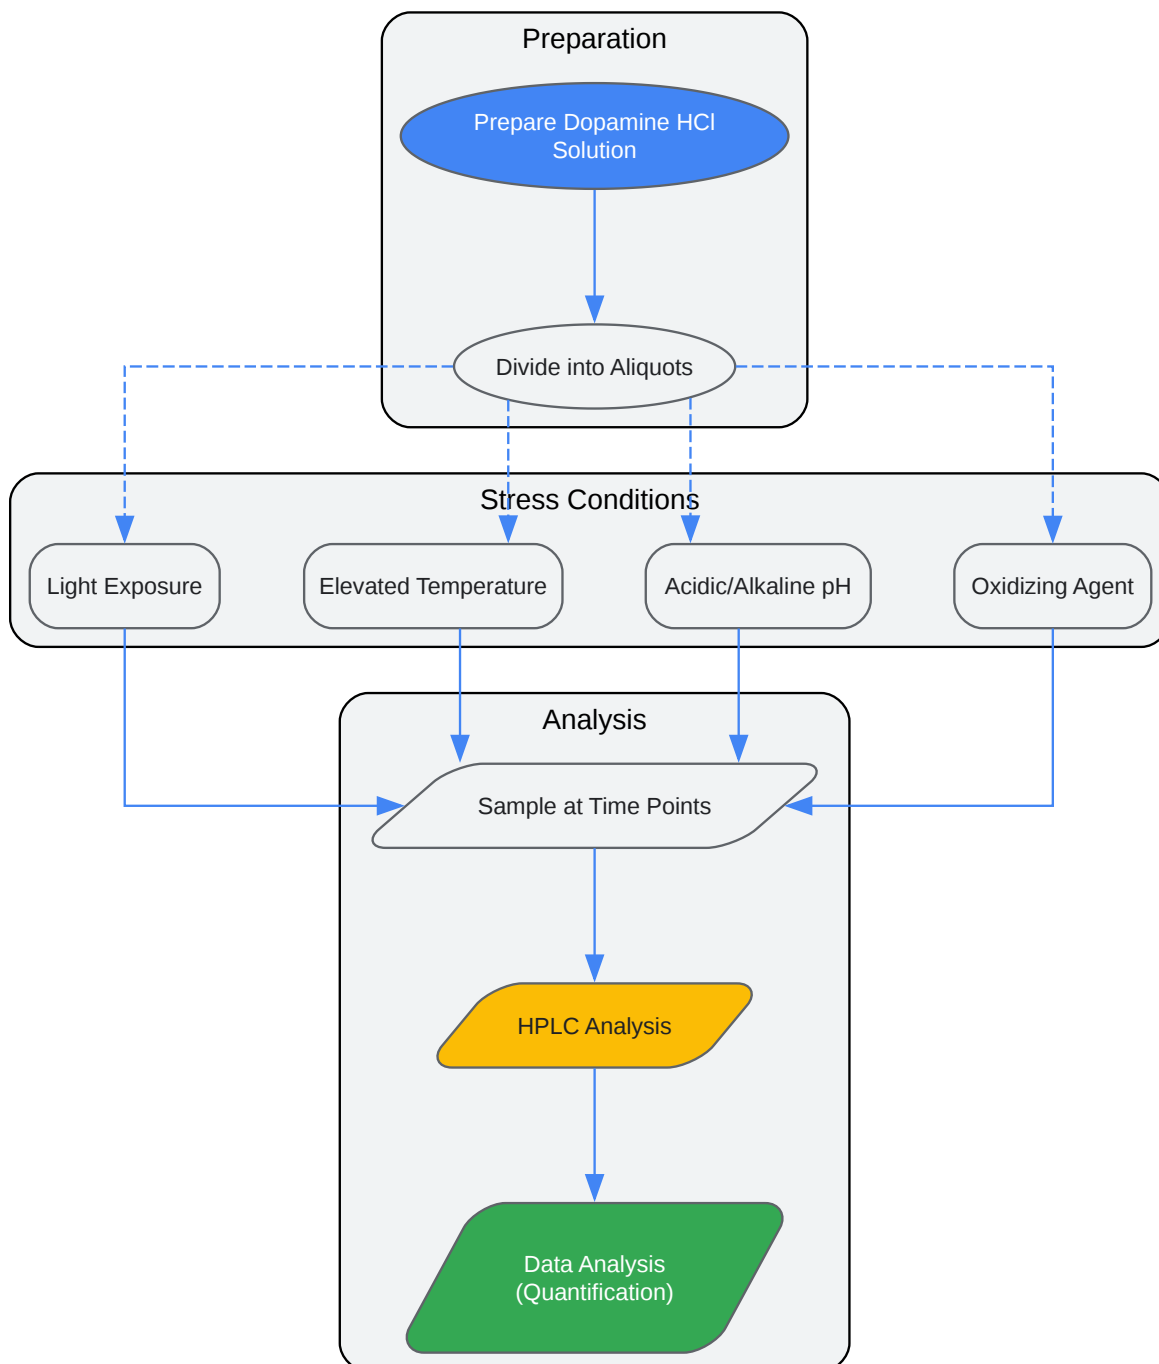 Preparation
Prepare Dopamine HCl
Solution
Divide into Aliquots
Stress Conditions
Light Exposure
Elevated Temperature
Acidic/Alkaline pH
Oxidizing Agent
Analysis
Sample at Time Points
HPLC Analysis
Data Analysis
(Quantification)